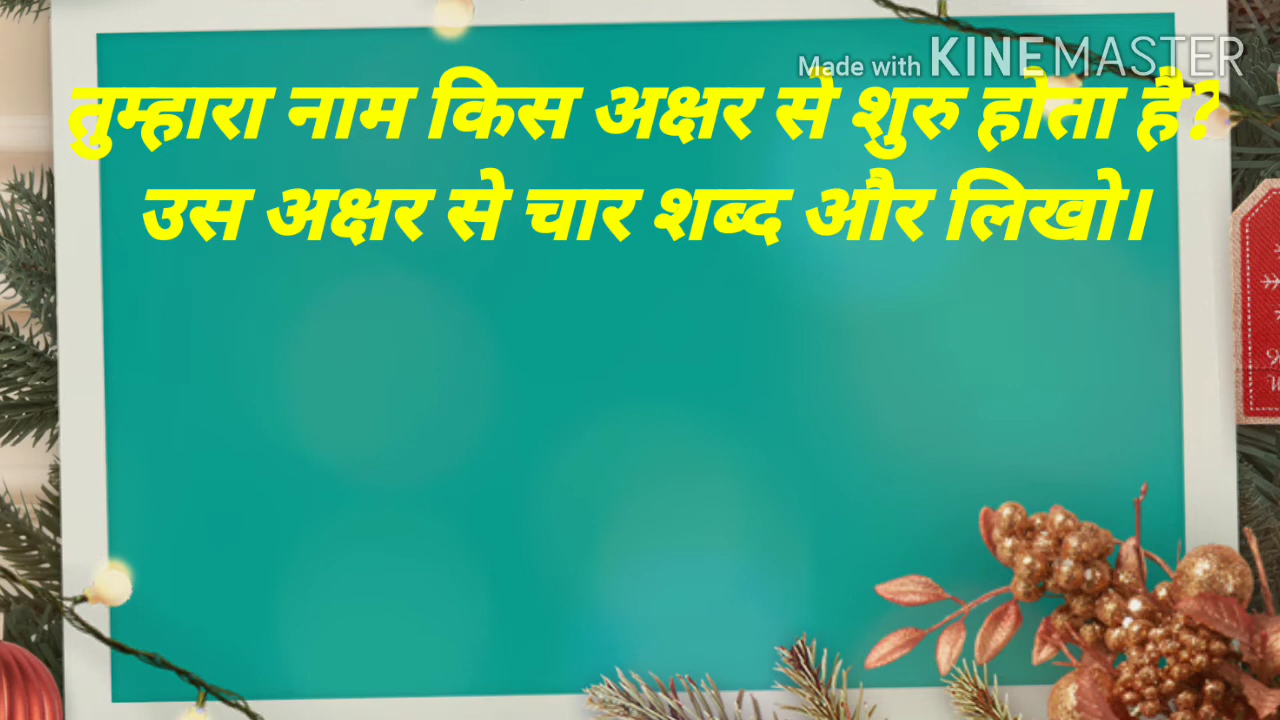 Made with KINEMASTER
तुम्हारा नाम किस अक्षर से शुरु होता है?
उस अक्षर से चार शब्द और लिखो।